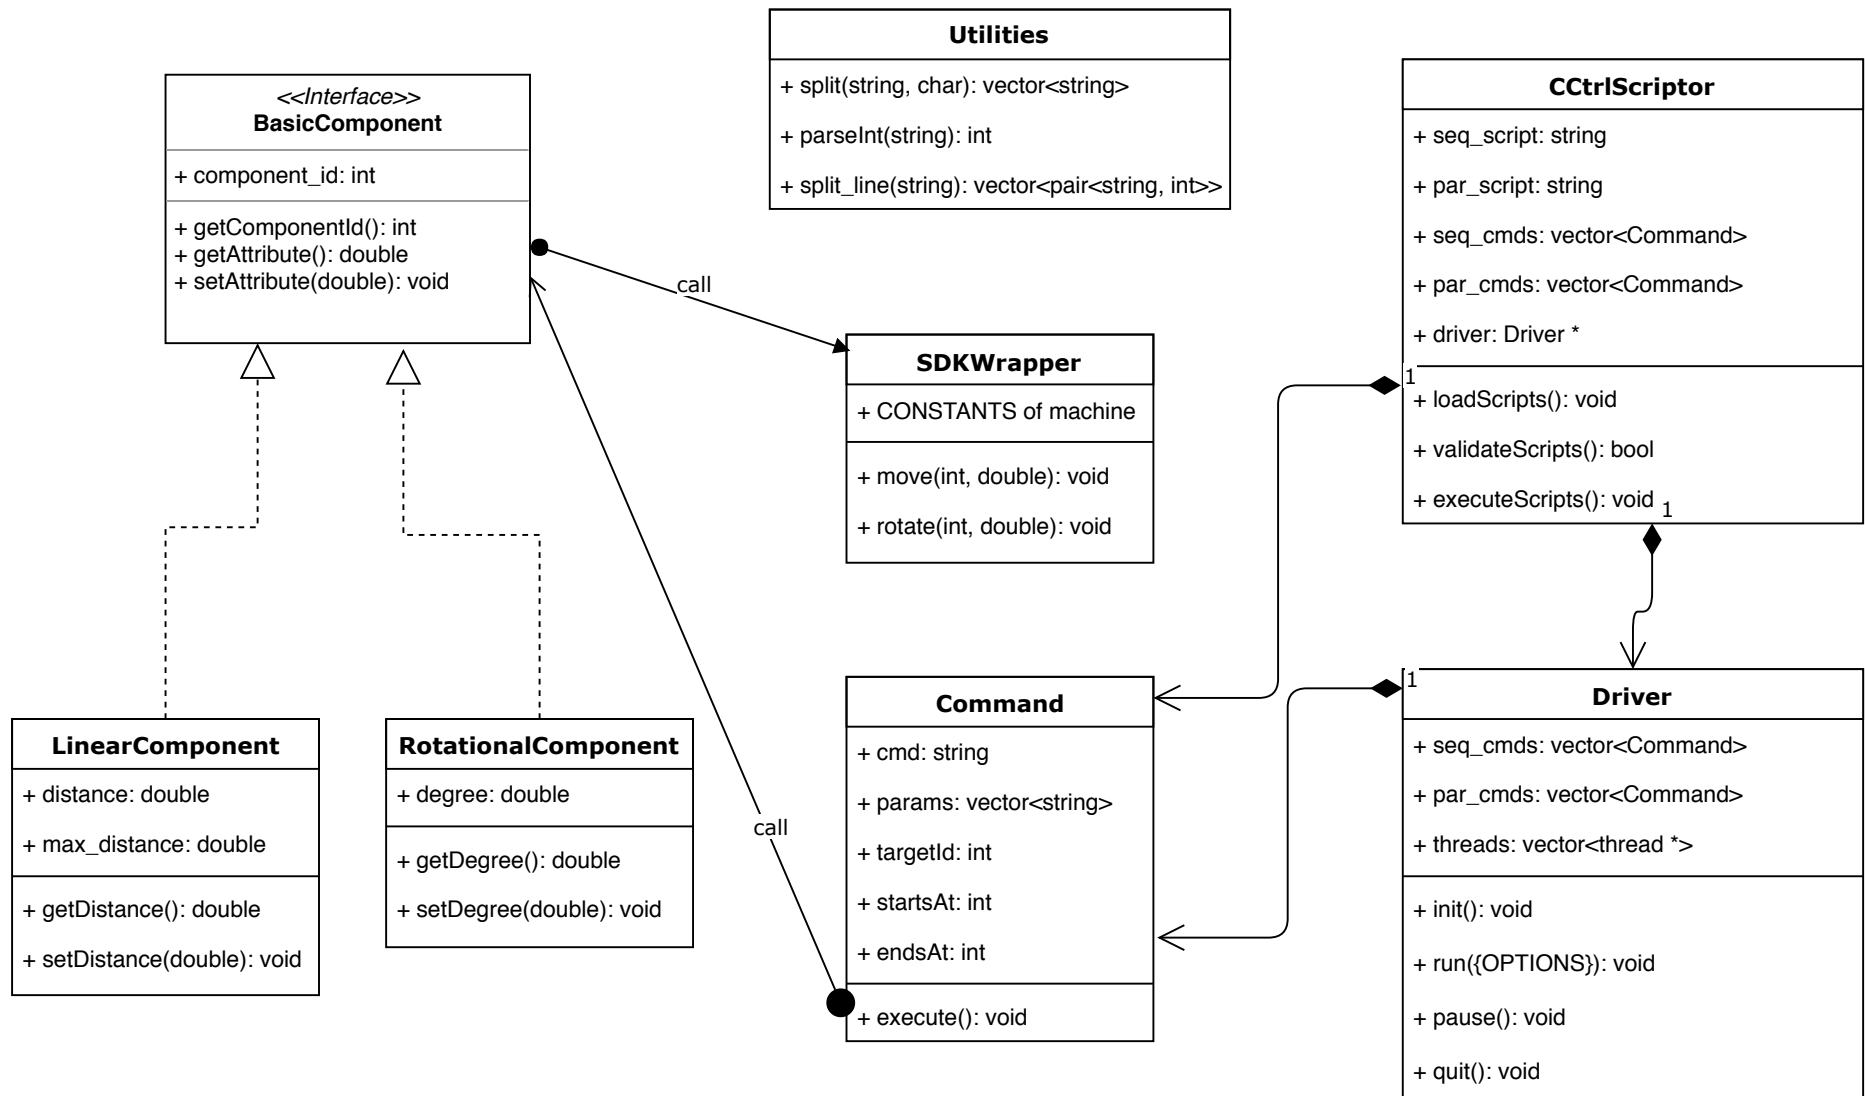 Utilities
+ split(string, char): vector<string>
+ parseInt(string): int
+ split_line(string): vector<pair<string, int>>
<<Interface>>
BasicComponent
+ component_id: int
+ getComponentId(): int
+ getAttribute(): double
+ setAttribute(double): void
call
CCtrlScriptor
+ seq_script: string
+ par_script: string
+ seq_cmds: vector<Command>
+ par_cmds: vector<Command>
+ driver: Driver *
1
+ loadScripts(): void
+ validateScripts(): bool
+ executeScripts(): void
1
SDKWrapper
+ CONSTANTS of machine
+ move(int, double): void
+ rotate(int, double): void
LinearComponent
+ distance: double
+ max_distance: double
+ getDistance(): double
+ setDistance(double): void
RotationalComponent
+ degree: double
+ getDegree(): double
+ setDegree(double): void
call
Command
+ cmd: string
+ params: vector<string>
+ targetId: int
+ startsAt: int
+ endsAt: int
+ execute(): void
1
Driver
+ seq_cmds: vector<Command>
+ par_cmds: vector<Command>
+ threads: vector<thread *>
+ init(): void
+ run({OPTIONS}): void
+ pause(): void
+ quit(): void